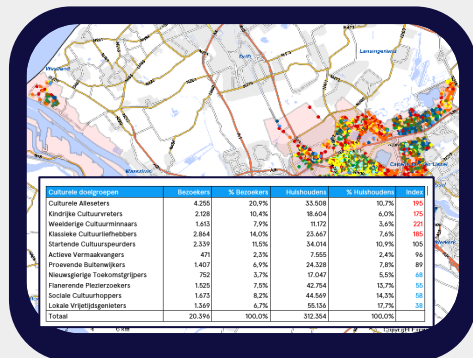 Delft
Culturele doelgroepen Bezoekers % Bezoekers Huishoudens % Huishoudens Index
Culturele Alleseters 4.255 20,9% 33.508 10,7% 195
Kindrijke Cultuurvreters 2.128 10,4% 18.604 6,0% 175
Weelderige Cultuurminnaars 1.613 7,9% 11.172 3,6% 221
Klassieke Cultuurliefhebbers 2.864 14,0% 23.667 7,6% 185
Startende Cultuurspeurders 2.339 11,5% 34.014 10,9% 105
Actieve Vermaakvangers 471 2,3% 7.555 2,4% 96
Proevende Buitenwijkers 1.407 6,9% 24.328 7,8% 89
Nieuwsgierige Toekomstgrijpers 752 3,7% 17.047 5,5% 68
Flanerende Plezierzoekers 1.525 7,5% 42.754 13,7% 55
Sociale Cultuurhoppers 1.673 8,2% 44.569 14,3% 58
Lokale Vrijetijdsgenieters 1.369 6,7% 55.136 17,7% 38
Totaal 20.396 100,0% 312.354 100,0%